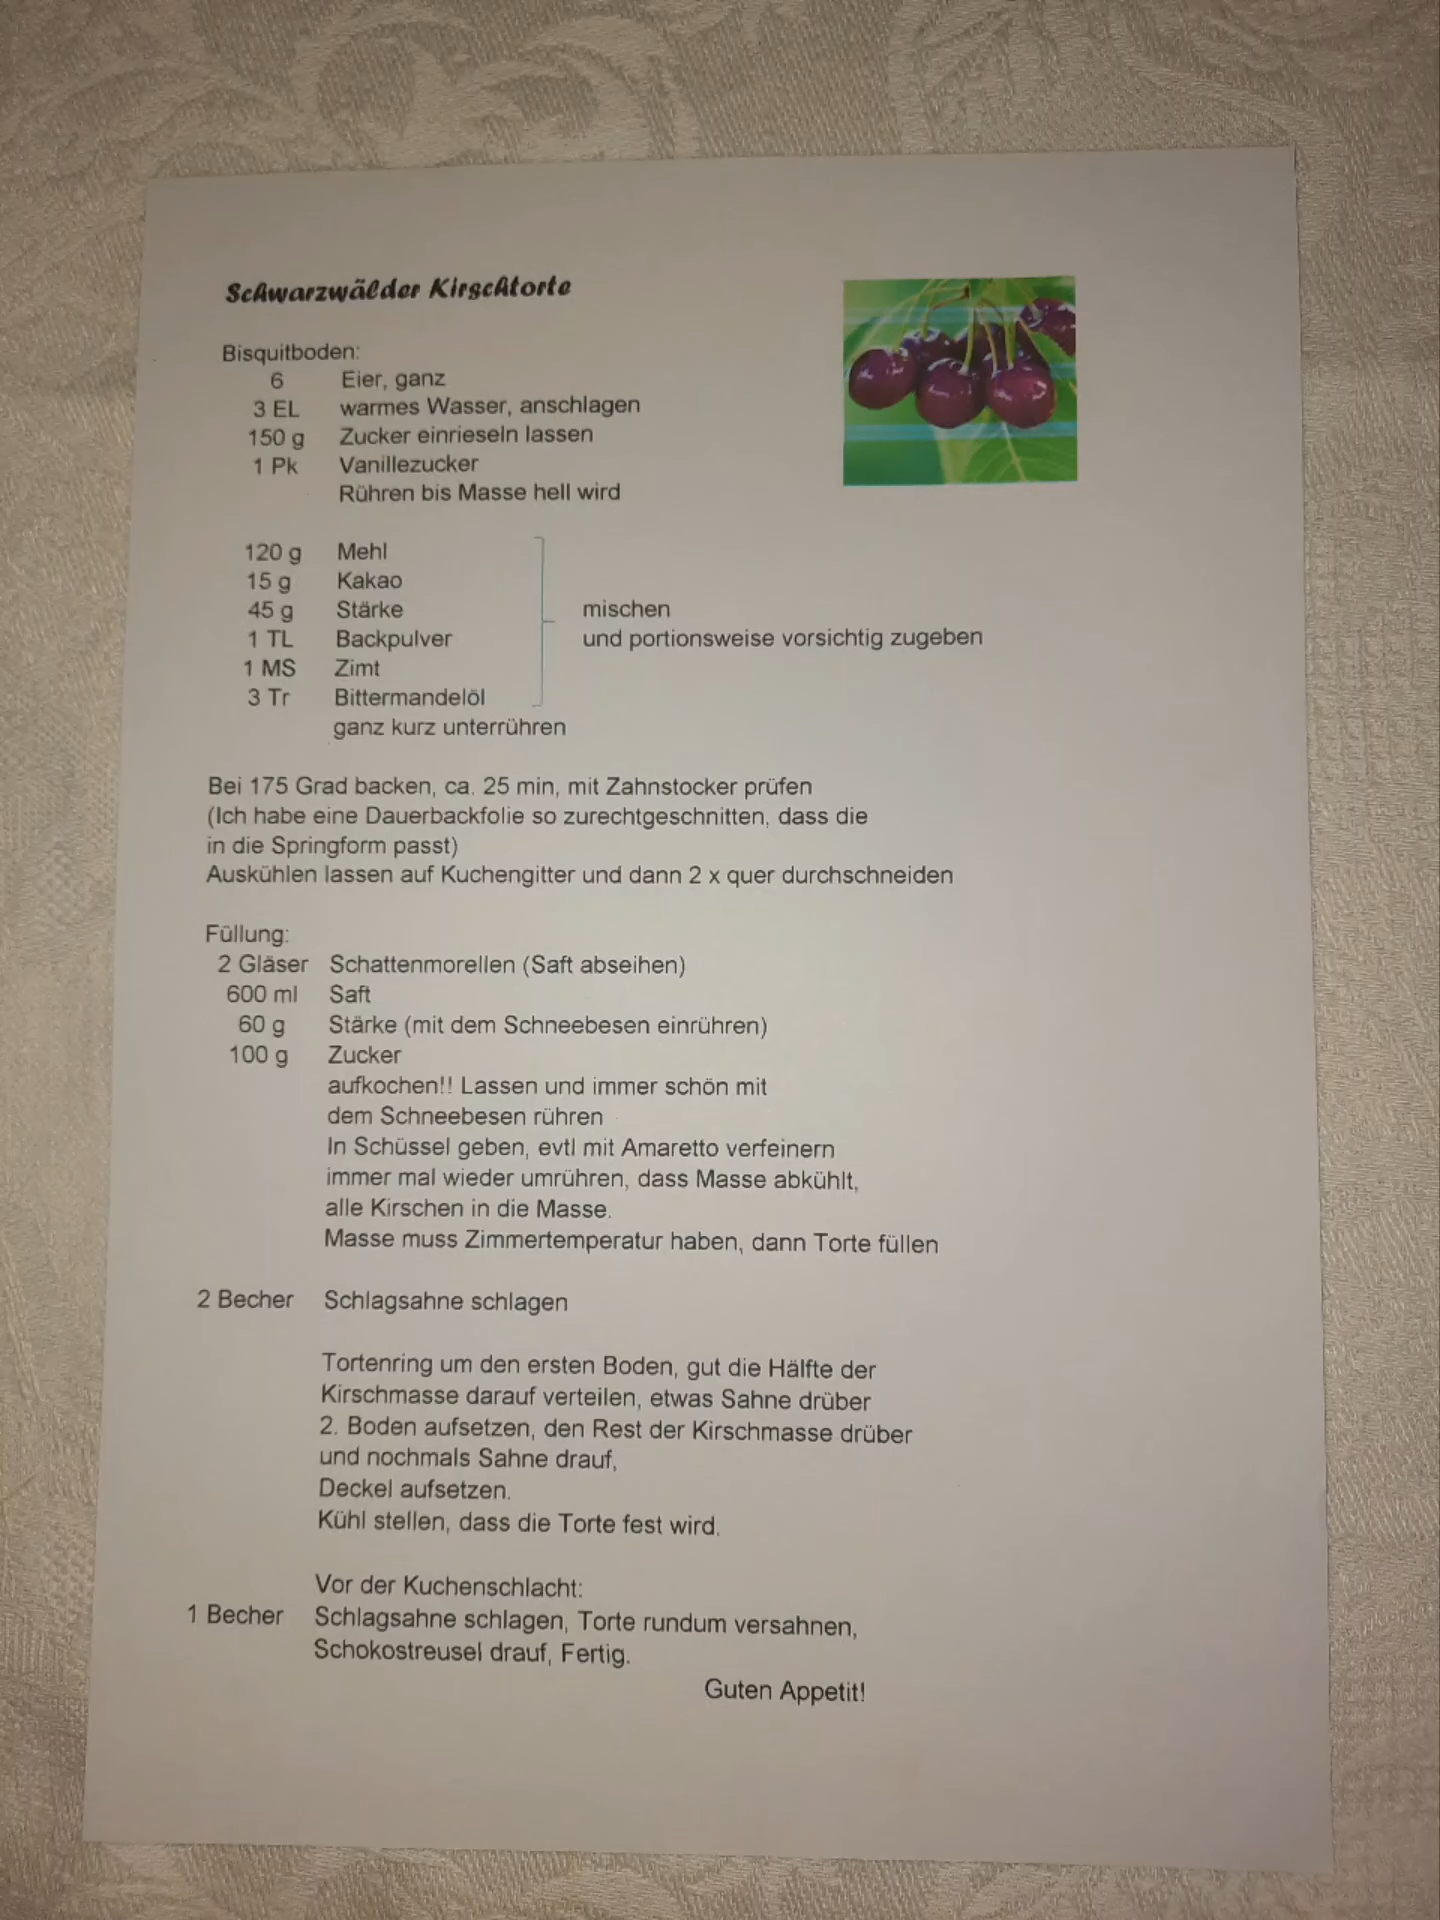 Schwarzwälder Kirschtorte
Bisquitboden:
6 Eier, ganz
3 EL warmes Wasser, anschlagen
150 g Zucker einrieseln lassen
1 Pk Vanillezucker
Rühren bis Masse hell wird
120 g Mehl
15 g Kakao
45 g Stärke mischen
1 TL Backpulver und portionsweise vorsichtig zugeben
1 MS Zimt
3 Tr Bittermandelöl
ganz kurz unterrühren
Bei 175 Grad backen, ca. 25 min, mit Zahnstocker prüfen
(Ich habe eine Dauerbackfolie so zurechtgeschnitten, dass die
in die Springform passt)
Auskühlen lassen auf Kuchengitter und dann 2 x quer durchschneiden
Füllung:
2 Gläser Schattenmorellen (Saft abseihen)
600 ml Saft
60 g Stärke (mit dem Schneebesen einrühren)
100 g Zucker
aufkochen!! Lassen und immer schön mit
dem Schneebesen rühren
In Schüssel geben, evtl mit Amaretto verfeinern
immer mal wieder umrühren, dass Masse abkühlt,
alle Kirschen in die Masse.
Masse muss Zimmertemperatur haben, dann Torte füllen
2 Becher Schlagsahne schlagen
Tortenring um den ersten Boden, gut die Hälfte der
Kirschmasse darauf verteilen, etwas Sahne drüber
2. Boden aufsetzen, den Rest der Kirschmasse drüber
und nochmals Sahne drauf,
Deckel aufsetzen.
Kühl stellen, dass die Torte fest wird.
Vor der Kuchenschlacht:
1 Becher Schlagsahne schlagen, Torte rundum versahnen,
Schokostreusel drauf, Fertig.
Guten Appetit!